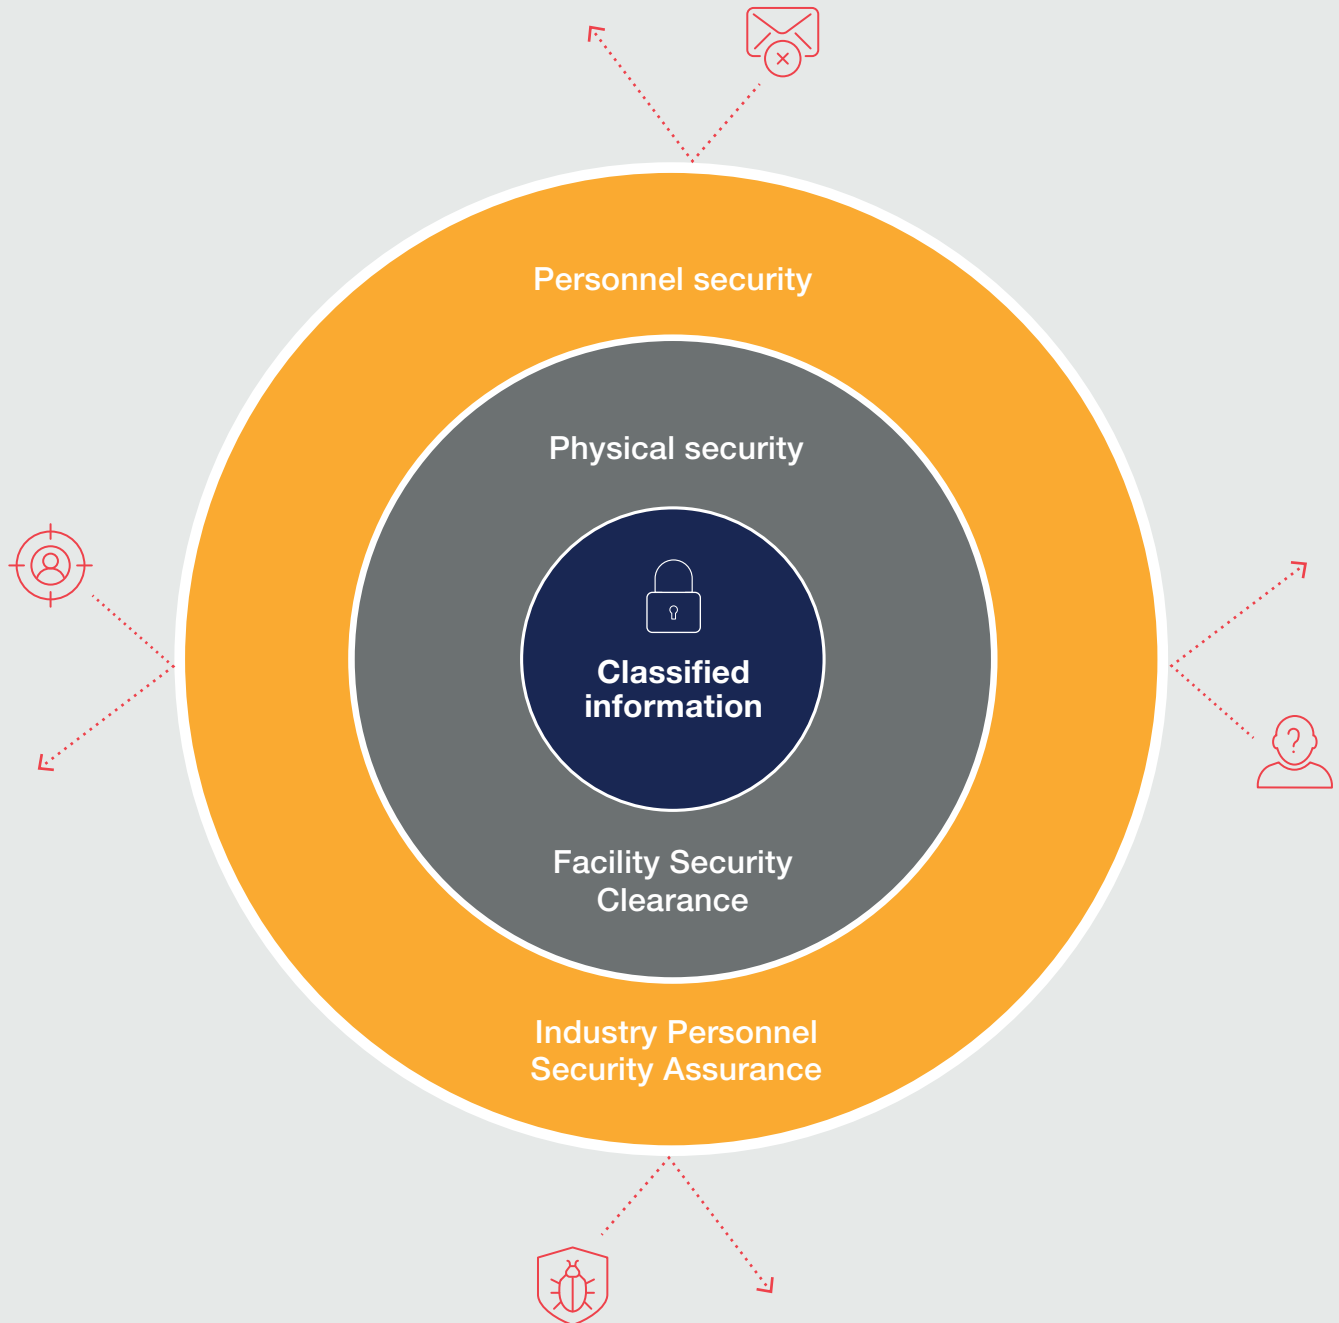 Personnel security
Physical security
Classified
information
Facility Security
Clearance
Industry Personnel
Security Assurance